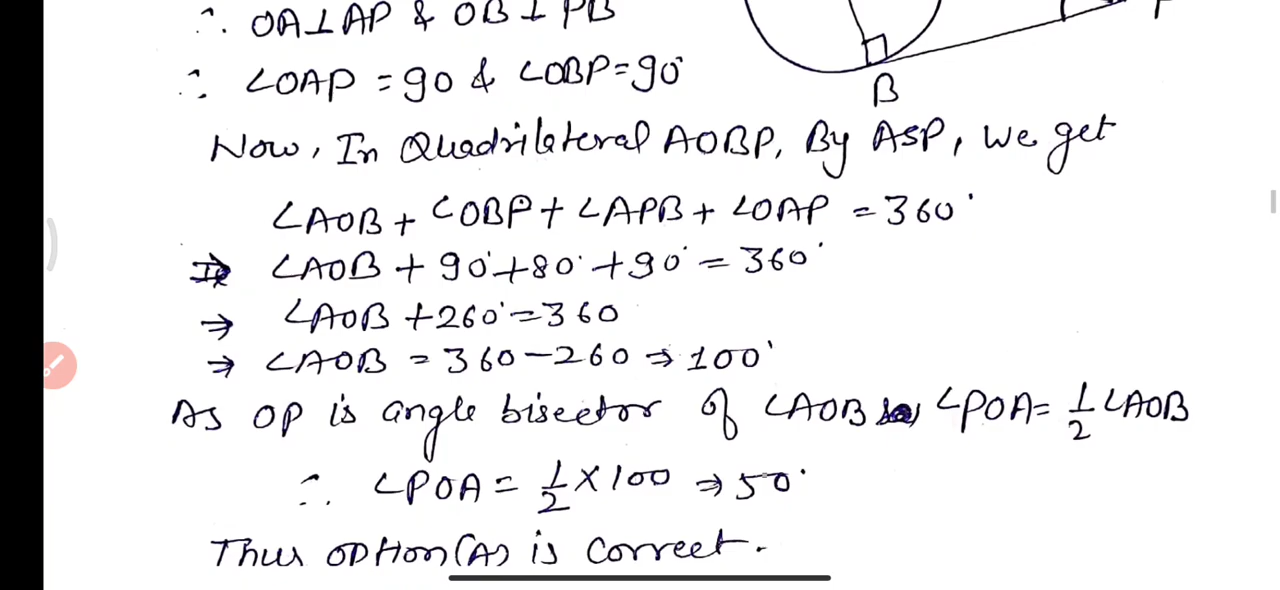 ∴ OA⊥AP & OB⊥PB
∴ ∠OAP = 90 & ∠OBP=90°
B
Now, In Quadrilateral AOBP, By ASP, We get
∠AOB + ∠OBP + ∠APB + ∠OAP = 360°
⇒ ∠AOB + 90°+80°+90° = 360°
⇒ ∠AOB +260°=360
⇒ ∠AOB = 360-260 ⇒ 100°
As OP is angle bisector of ∠AOB so, ∠POA= 1/2 ∠AOB
∴ ∠POA = 1/2 × 100 ⇒ 50°
Thus option (A) is correct.